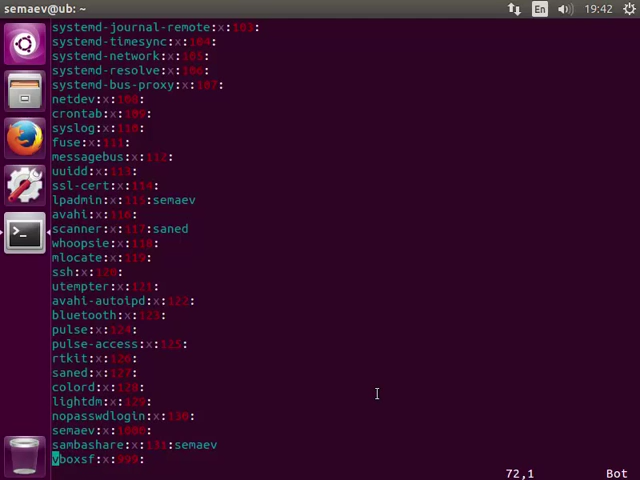 semaev@ub: ~
En
19:42
systemd-journal-remote:x:103:
systemd-timesync:x:104:
systemd-network:x:105:
systemd-resolve:x:106:
systemd-bus-proxy:x:107:
netdev:x:108:
crontab:x:109:
syslog:x:110:
fuse:x:111:
messagebus:x:112:
uuidd:x:113:
ssl-cert:x:114:
lpadmin:x:115:semaev
avahi:x:116:
scanner:x:117:saned
whoopsie:x:118:
mlocate:x:119:
ssh:x:120:
utempter:x:121:
avahi-autoipd:x:122:
bluetooth:x:123:
pulse:x:124:
pulse-access:x:125:
rtkit:x:126:
saned:x:127:
colord:x:128:
lightdm:x:129:
nopasswdlogin:x:130:
semaev:x:1000:
sambashare:x:131:semaev
vboxsf:x:999:
72,1 Bot